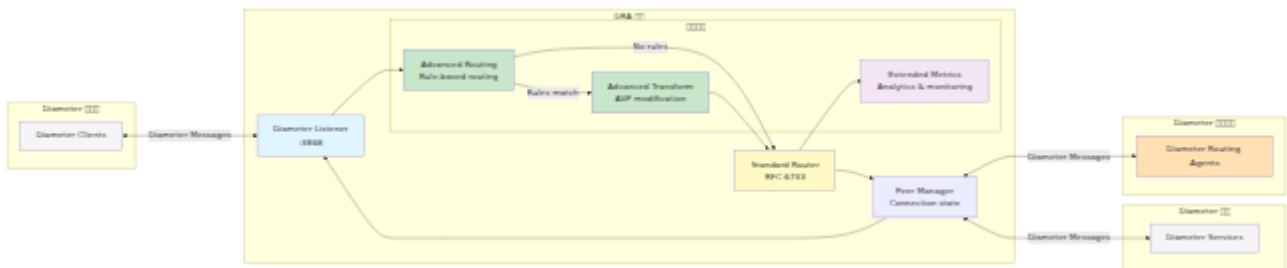 DRA
Advanced Routing
Rule-based routing
No rules
Rules match
Advanced Transform
AVP modification
Extended Metrics
Analytics & monitoring
Diameter
Diameter Clients
Diameter Messages
Diameter Listener
:3868
Standard Router
RFC 6733
Peer Manager
Connection state
Diameter Messages
Diameter
Diameter Routing
Agents
Diameter Messages
Diameter
Diameter Services